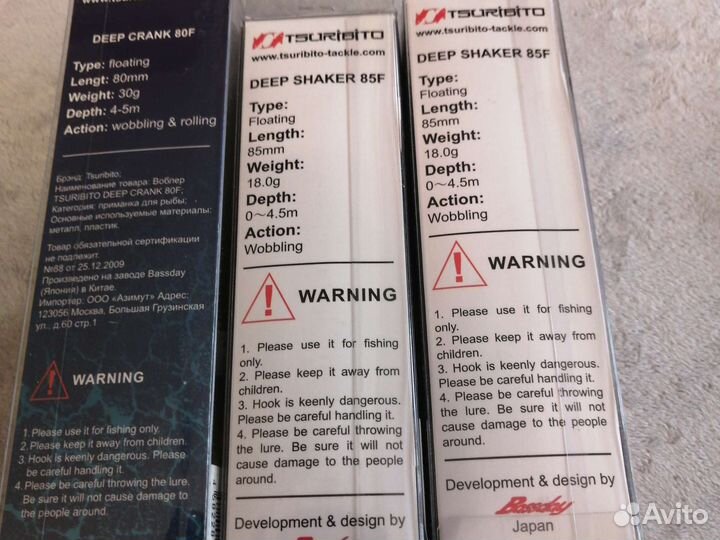 DEEP CRANK 80F
Type: floating
Lengt: 80mm
Weight: 30g
Depth: 4-5m
Action: wobbling & rolling
Брэнд: Tsuribito;
Наименование товара: Воблер
TSURIBITO DEEP CRANK 80F;
Категория: приманка для рыбы;
Основные используемые материалы:
металл, пластик.
Товар обязательной сертификации
не подлежит.
№68 от 25.12.2009
Произведено на заводе Bassday
(Япония) в Китае.
Импортер: ООО «Азимут» Адрес:
123056, Москва, Большая Грузинская
ул., д.60 стр.1
WARNING
1. Please use it for fishing only.
2. Please keep it away from children.
3. Hook is keenly dangerous. Please
be careful handling it.
4. Please careful throwing the lure.
Be sure it will not cause damage to
the people around.
TSURIBITO
www.tsuribito-tackle.com
DEEP SHAKER 85F
Type:
Floating
Length:
85mm
Weight:
18.0g
Depth:
0~4.5m
Action:
Wobbling
WARNING
1. Please use it for fishing
only.
2. Please keep it away from
children.
3. Hook is keenly dangerous.
Please be careful handling it.
4. Please be careful throwing
the lure. Be sure it will not
cause damage to the people
around.
Development & design by
TSURIBITO
www.tsuribito-tackle.com
DEEP SHAKER 85F
Type:
Floating
Length:
85mm
Weight:
18.0g
Depth:
0~4.5m
Action:
Wobbling
WARNING
1. Please use it for fishing
only.
2. Please keep it away from
children.
3. Hook is keenly dangerous.
Please be careful handling it.
4. Please be careful throwing
the lure. Be sure it will not
cause damage to the people
around.
Development & design by
Bassday
Japan
Avito